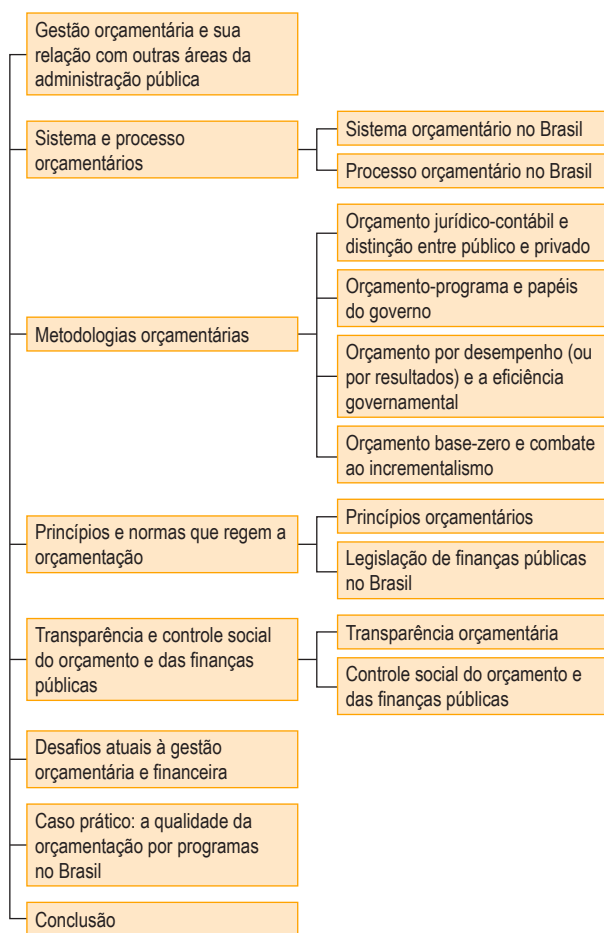 Gestão orçamentária e sua
relação com outras áreas da
administração pública
Sistema e processo
orçamentários
Sistema orçamentário no Brasil
Processo orçamentário no Brasil
Metodologias orçamentárias
Orçamento jurídico-contábil e
distinção entre público e privado
Orçamento-programa e papéis
do governo
Orçamento por desempenho (ou
por resultados) e a eficiência
governamental
Orçamento base-zero e combate
ao incrementalismo
Princípios e normas que regem a
orçamentação
Princípios orçamentários
Legislação de finanças públicas
no Brasil
Transparência e controle social
do orçamento e das finanças
públicas
Transparência orçamentária
Controle social do orçamento e
das finanças públicas
Desafios atuais à gestão
orçamentária e financeira
Caso prático: a qualidade da
orçamentação por programas
no Brasil
Conclusão